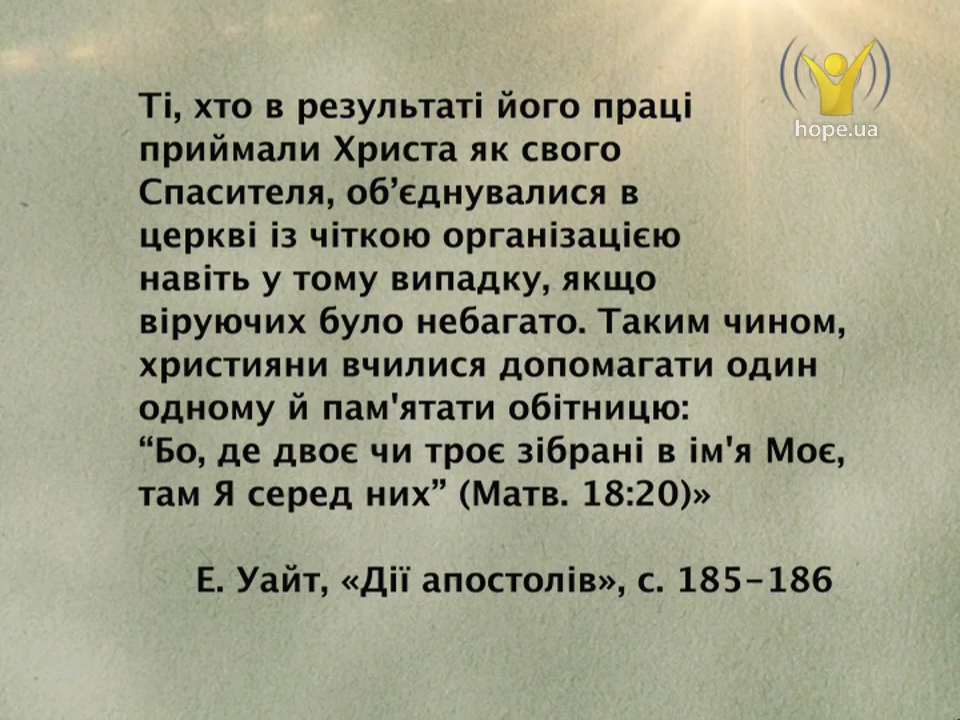 hope.ua
Ті, хто в результаті його праці
приймали Христа як свого
Спасителя, об’єднувалися в
церкві із чіткою організацією
навіть у тому випадку, якщо
віруючих було небагато. Таким чином,
християни вчилися допомагати один
одному й пам'ятати обітницю:
“Бо, де двоє чи троє зібрані в ім'я Моє,
там Я серед них” (Матв. 18:20)»
Е. Уайт, «Дії апостолів», с. 185-186